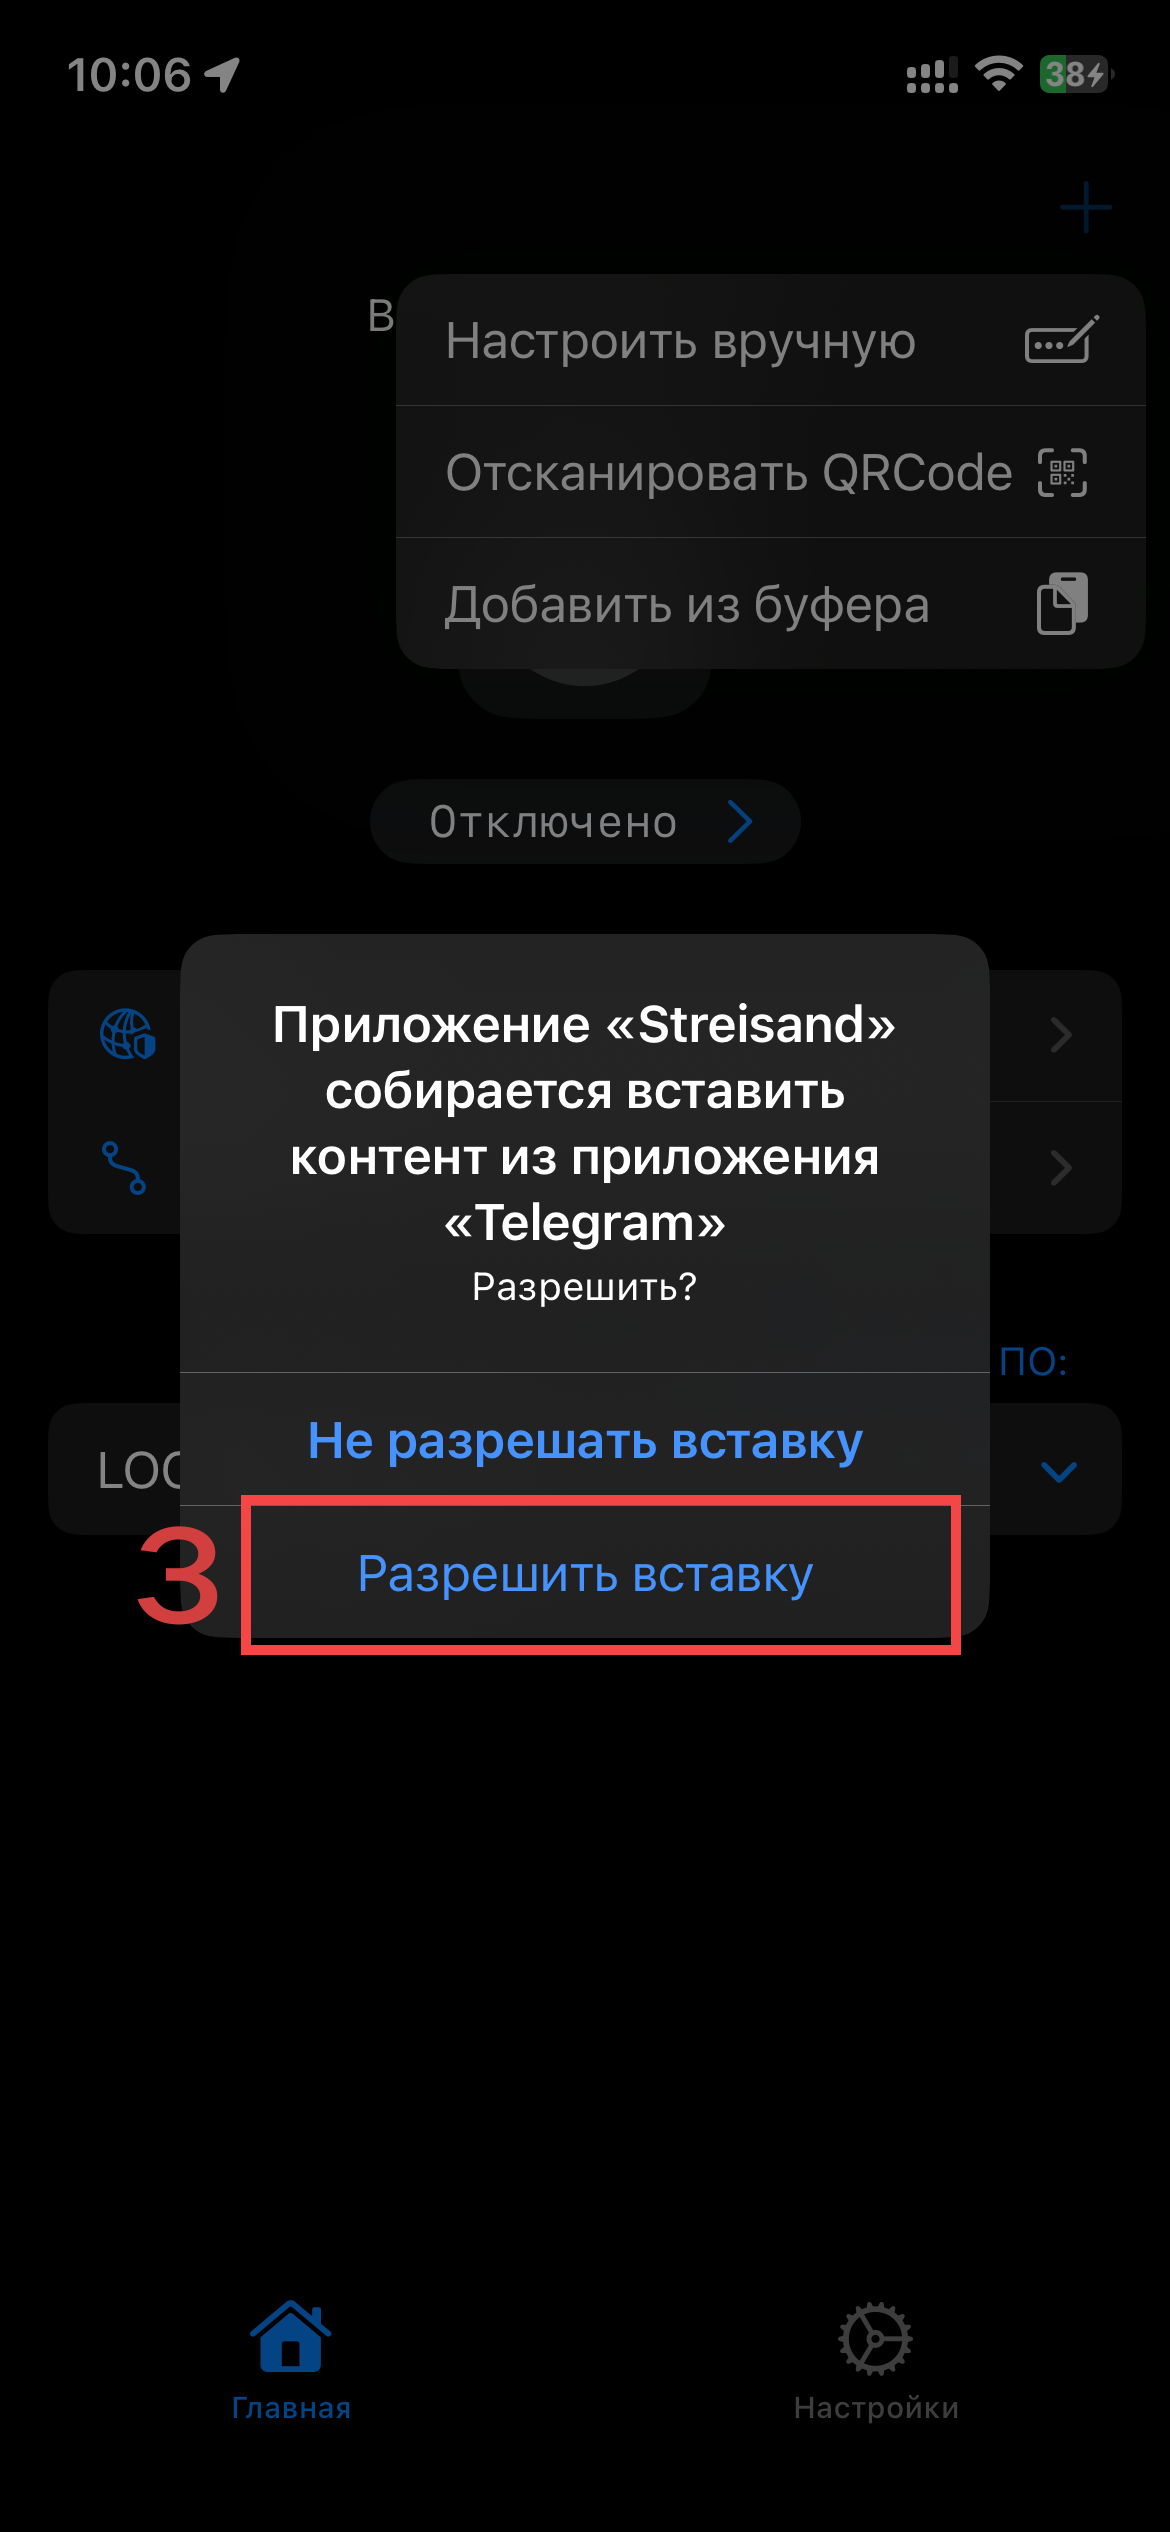 10:06
38
В
Настроить вручную
Отсканировать QRCode
Добавить из буфера
Отключено
Приложение «Streisand»
собирается вставить
контент из приложения
«Telegram»
Разрешить?
ПО:
Не разрешать вставку
LOC
3
Разрешить вставку
Главная
Настройки